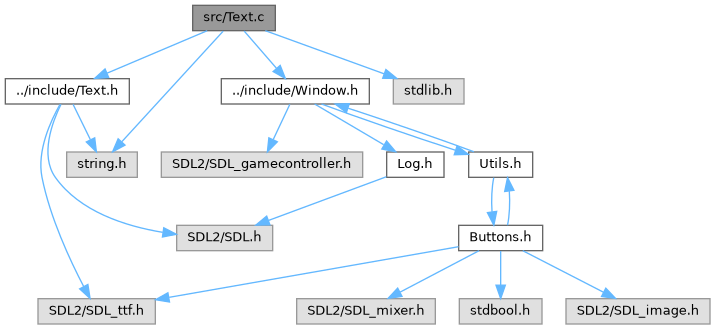 src/Text.c
../include/Text.h
../include/Window.h
stdlib.h
string.h
SDL2/SDL_gamecontroller.h
Log.h
Utils.h
SDL2/SDL.h
Buttons.h
SDL2/SDL_ttf.h
SDL2/SDL_mixer.h
stdbool.h
SDL2/SDL_image.h